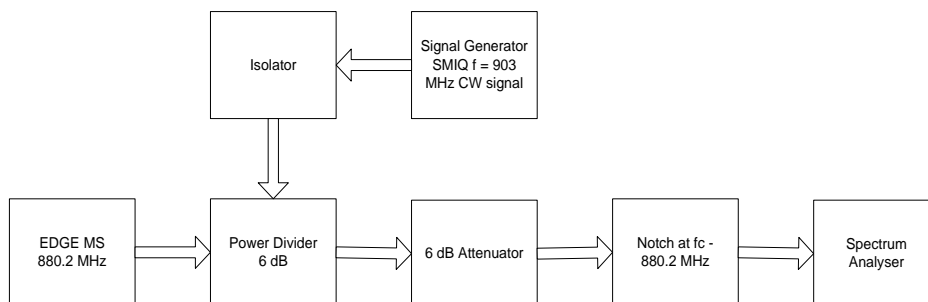 Isolator
Signal Generator
SMIQ f = 903
MHz CW signal
EDGE MS
880.2 MHz
Power Divider
6 dB
6 dB Attenuator
Notch at fc -
880.2 MHz
Spectrum
Analyser